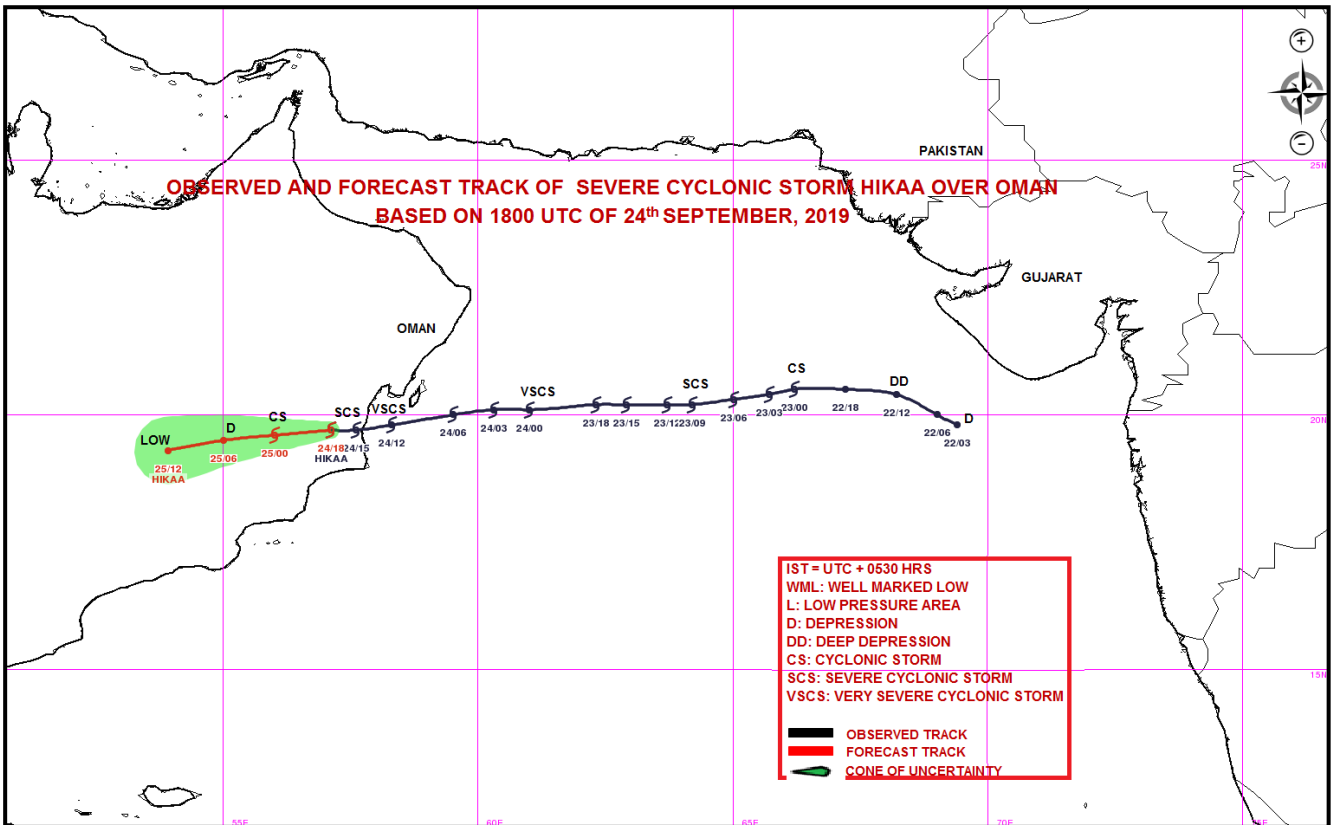 PAKISTAN
25N
OBSERVED AND FORECAST TRACK OF SEVERE CYCLONIC STORM HIKAA OVER OMAN
BASED ON 1800 UTC OF 24th SEPTEMBER, 2019
GUJARAT
OMAN
LOW
D
CS
SCS
VSCS
VSCS
SCS
CS
DD
D
20N
25/12
HIKAA
25/06
25/00
24/18
HIKAA
24/15
24/12
24/06
24/03
24/00
23/18
23/15
23/12
23/09
23/06
23/03
23/00
22/18
22/12
22/06
22/03
IST = UTC + 0530 HRS
WML: WELL MARKED LOW
L: LOW PRESSURE AREA
D: DEPRESSION
DD: DEEP DEPRESSION
CS: CYCLONIC STORM
SCS: SEVERE CYCLONIC STORM
VSCS: VERY SEVERE CYCLONIC STORM
OBSERVED TRACK
FORECAST TRACK
CONE OF UNCERTAINTY
15N
55E
60E
65E
70E
75E